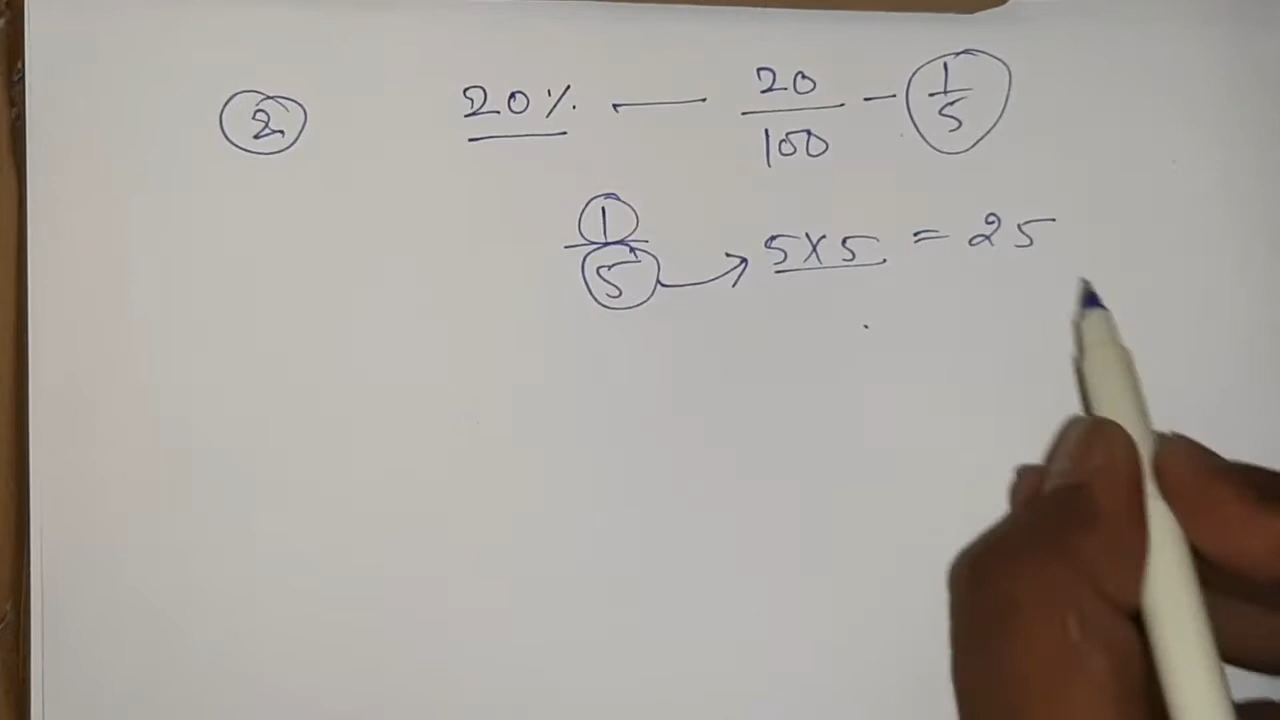 ② 20% — 20/100 - 1/5
1/5 → 5×5 = 25